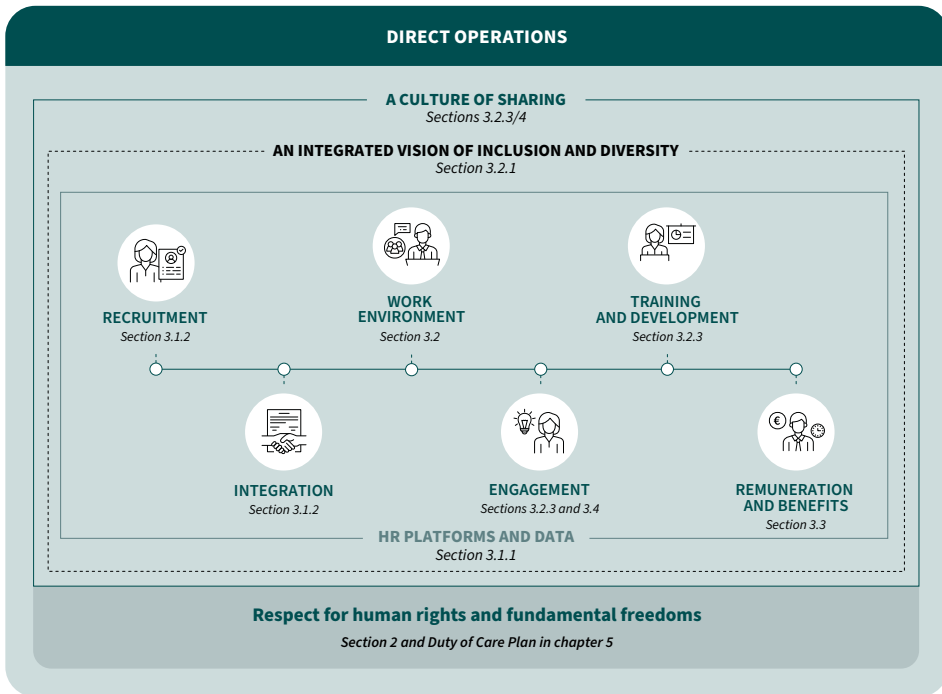 DIRECT OPERATIONS
A CULTURE OF SHARING
Sections 3.2.3/4
AN INTEGRATED VISION OF INCLUSION AND DIVERSITY
Section 3.2.1
RECRUITMENT
Section 3.1.2
WORK
ENVIRONMENT
Section 3.2
TRAINING
AND DEVELOPMENT
Section 3.2.3
INTEGRATION
Section 3.1.2
ENGAGEMENT
Sections 3.2.3 and 3.4
€
REMUNERATION
AND BENEFITS
Section 3.3
HR PLATFORMS AND DATA
Section 3.1.1
Respect for human rights and fundamental freedoms
Section 2 and Duty of Care Plan in chapter 5